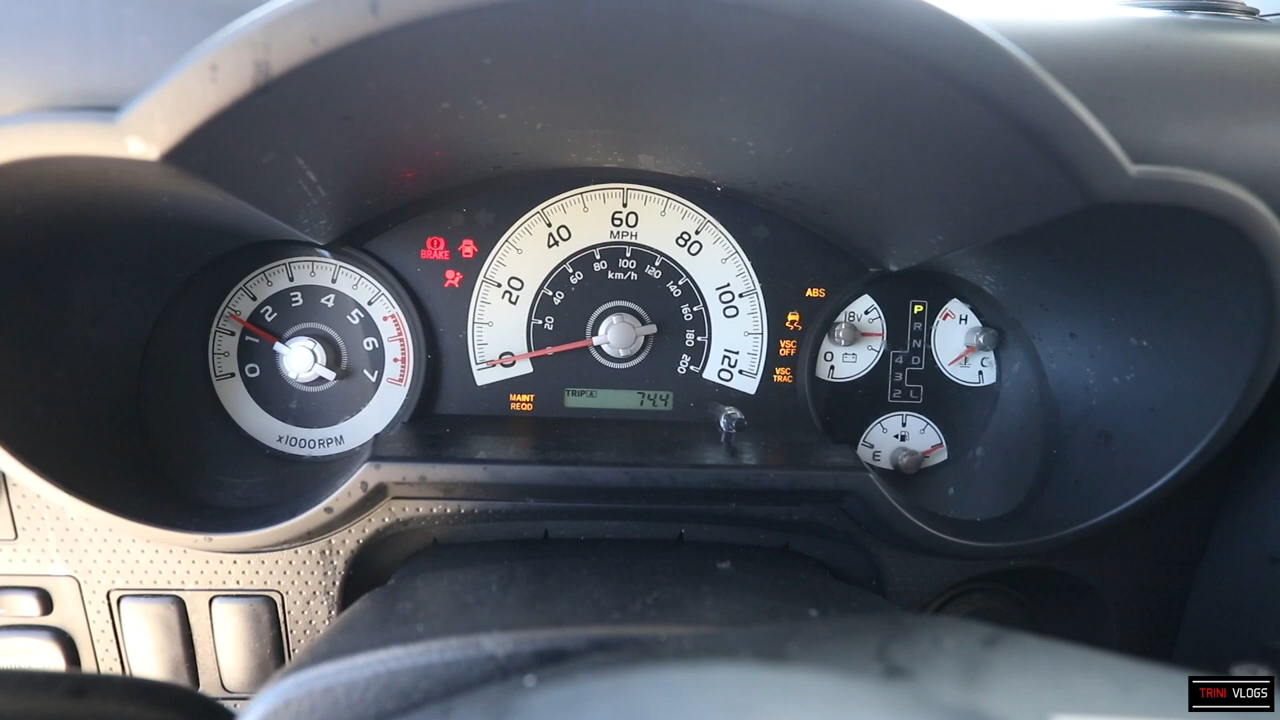 BRAKE
0
1
2
3
4
5
6
7
x1000RPM
0
20
40
60
80
100
120
MPH
km/h
20
40
60
80
100
120
140
160
180
200
MAINT
REQD
TRIP A
74.4
ABS
VSC
OFF
VSC
TRAC
18V
0
P
R
N
D
4
3
2 L
H
C
E
TRINI VLOGS